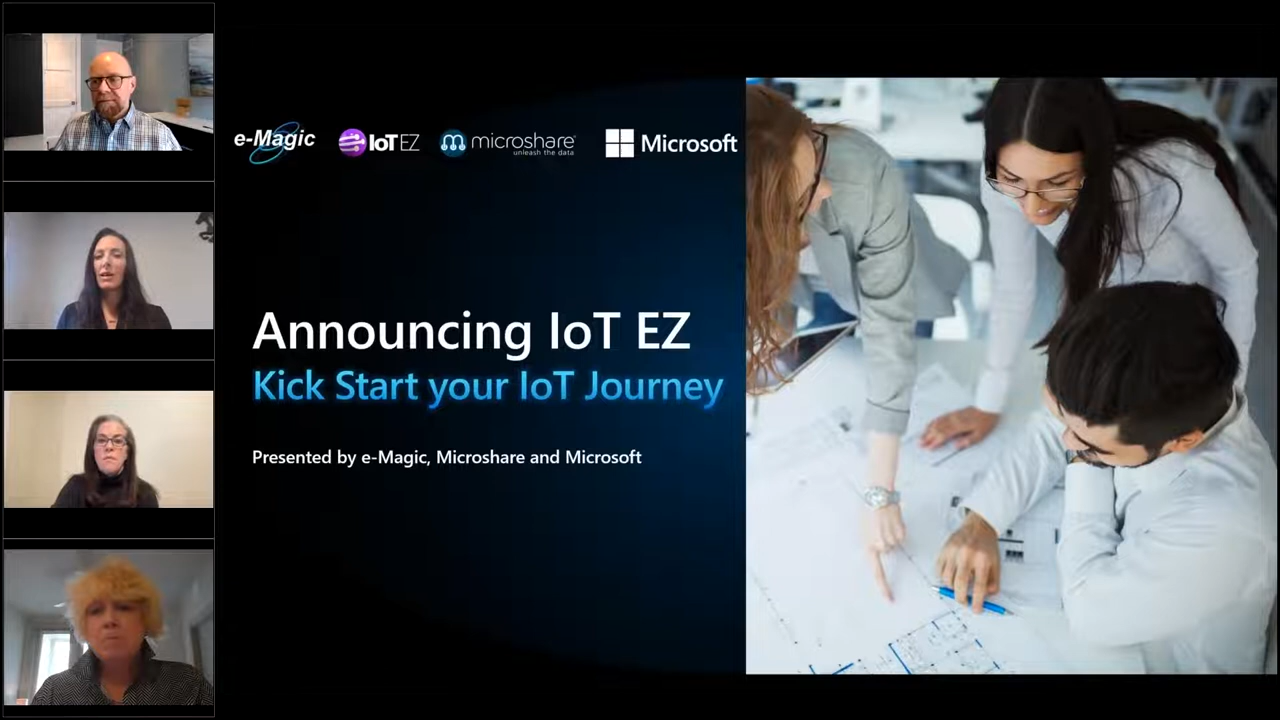 e-Magic IoT EZ microshare Microsoft
unleash the data
Announcing IoT EZ
Kick Start your IoT Journey
Presented by e-Magic, Microshare and Microsoft